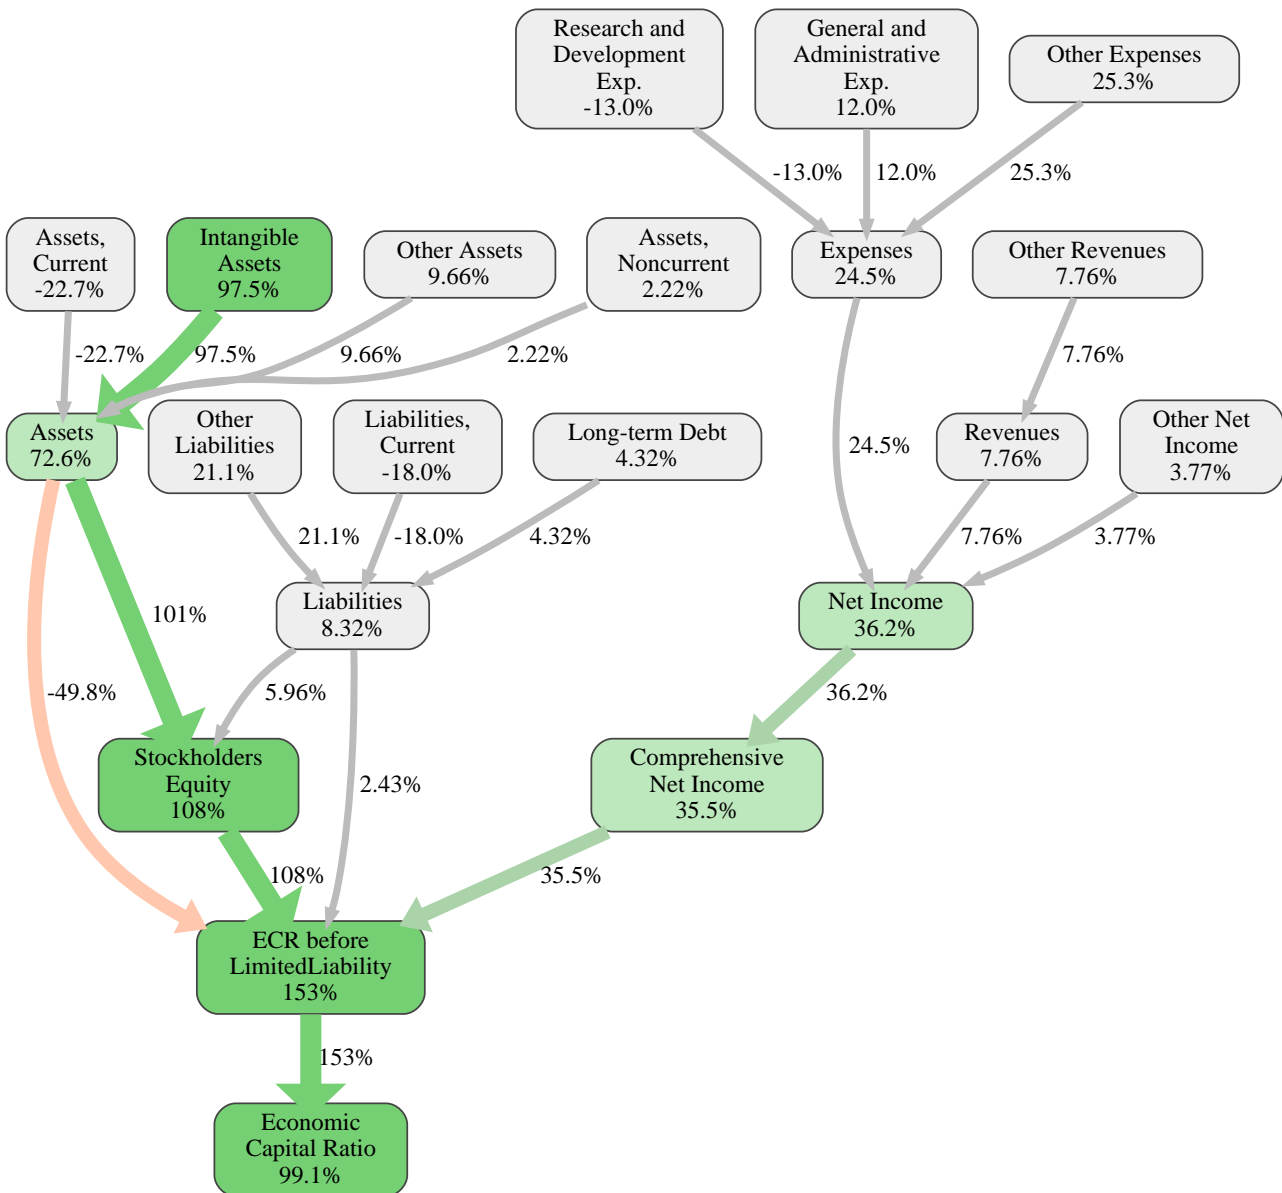 Research and
Development
Exp.
-13.0%
General and
Administrative
Exp.
12.0%
Other Expenses
25.3%
-13.0%
12.0%
25.3%
Assets,
Current
-22.7%
Intangible
Assets
97.5%
Other Assets
9.66%
Assets,
Noncurrent
2.22%
Expenses
24.5%
Other Revenues
7.76%
-22.7%
97.5%
9.66%
2.22%
7.76%
Assets
72.6%
Other
Liabilities
21.1%
Liabilities,
Current
-18.0%
Long-term Debt
4.32%
24.5%
Revenues
7.76%
Other Net
Income
3.77%
21.1%
-18.0%
4.32%
7.76%
3.77%
101%
Liabilities
8.32%
Net Income
36.2%
-49.8%
5.96%
36.2%
Stockholders
Equity
108%
2.43%
Comprehensive
Net Income
35.5%
108%
35.5%
ECR before
LimitedLiability
153%
153%
Economic
Capital Ratio
99.1%